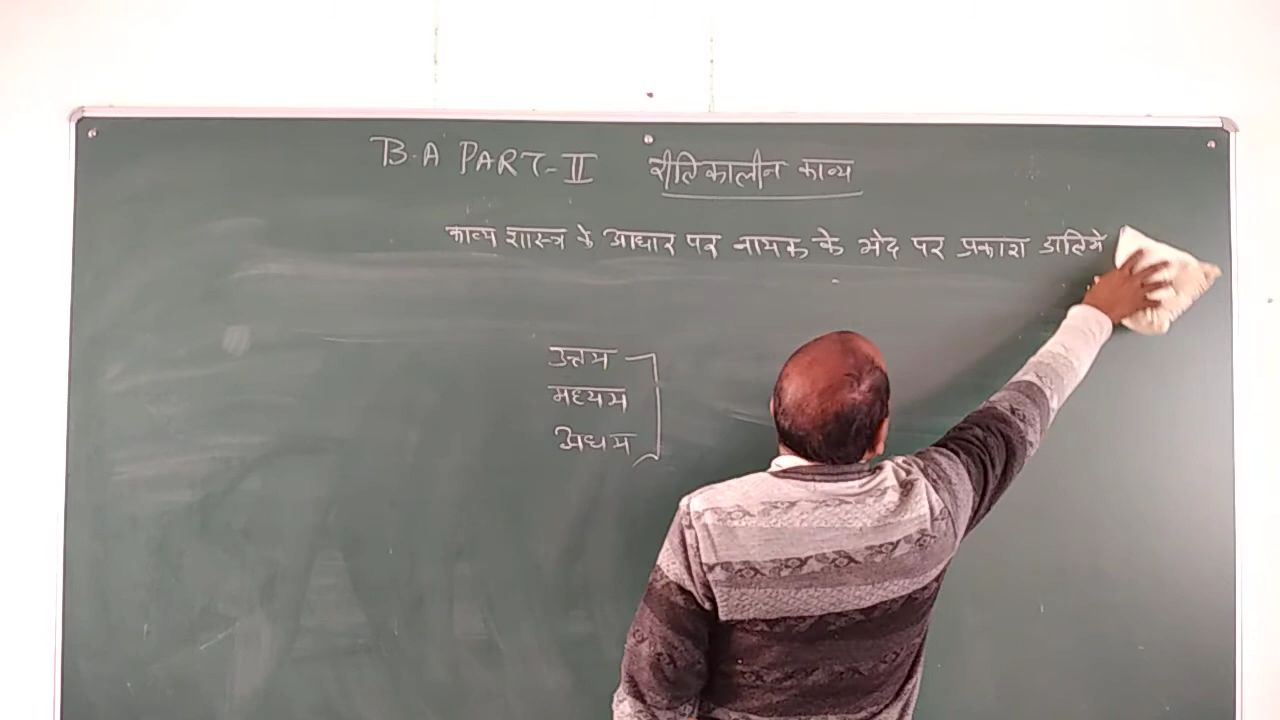 B.A PART-II रीतिकालीन काव्य
काव्य शास्त्र के आधार पर नायक के भेद पर प्रकाश डालिये
उत्तम
मध्यम
अधम